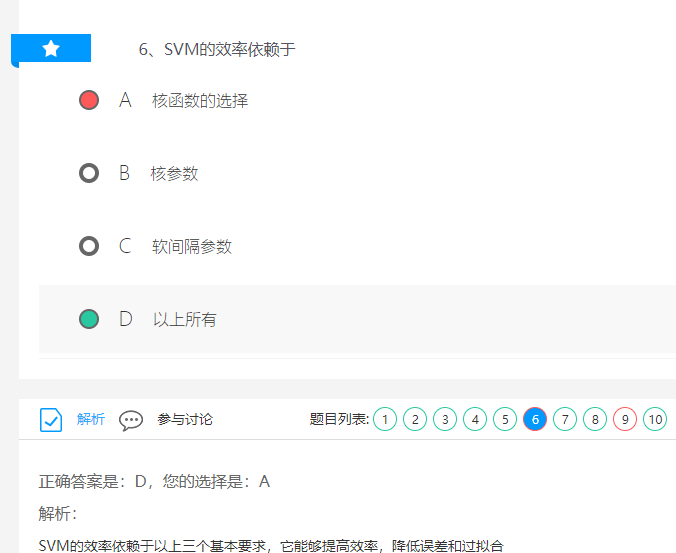 6、SVM的效率依赖于
A 核函数的选择
B 核参数
C 软间隔参数
D 以上所有
解析 参与讨论 题目列表: 1 2 3 4 5 6 7 8 9 10
正确答案是：D，您的选择是：A
解析：
SVM的效率依赖于以上三个基本要求，它能够提高效率，降低误差和过拟合